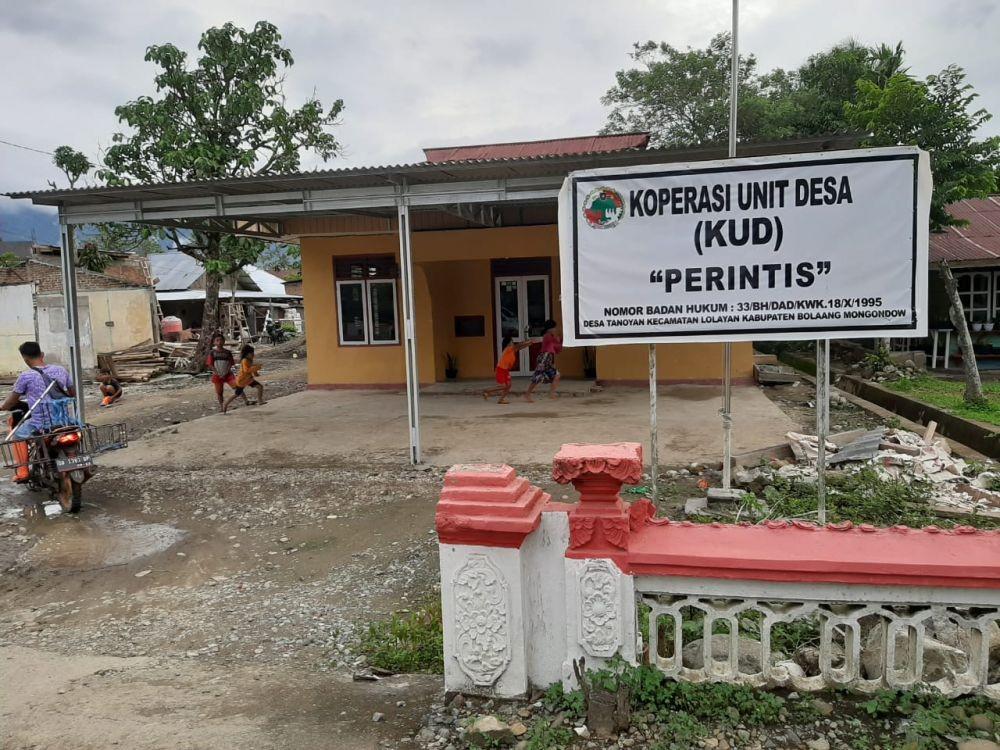 KOPERASI UNIT DESA
(KUD)
“PERINTIS”
NOMOR BADAN HUKUM : 33/BH/DAD/KWK.18/X/1995
DESA TANOYAN KECAMATAN LOLAYAN KABUPATEN BOLAANG MONGONDOW